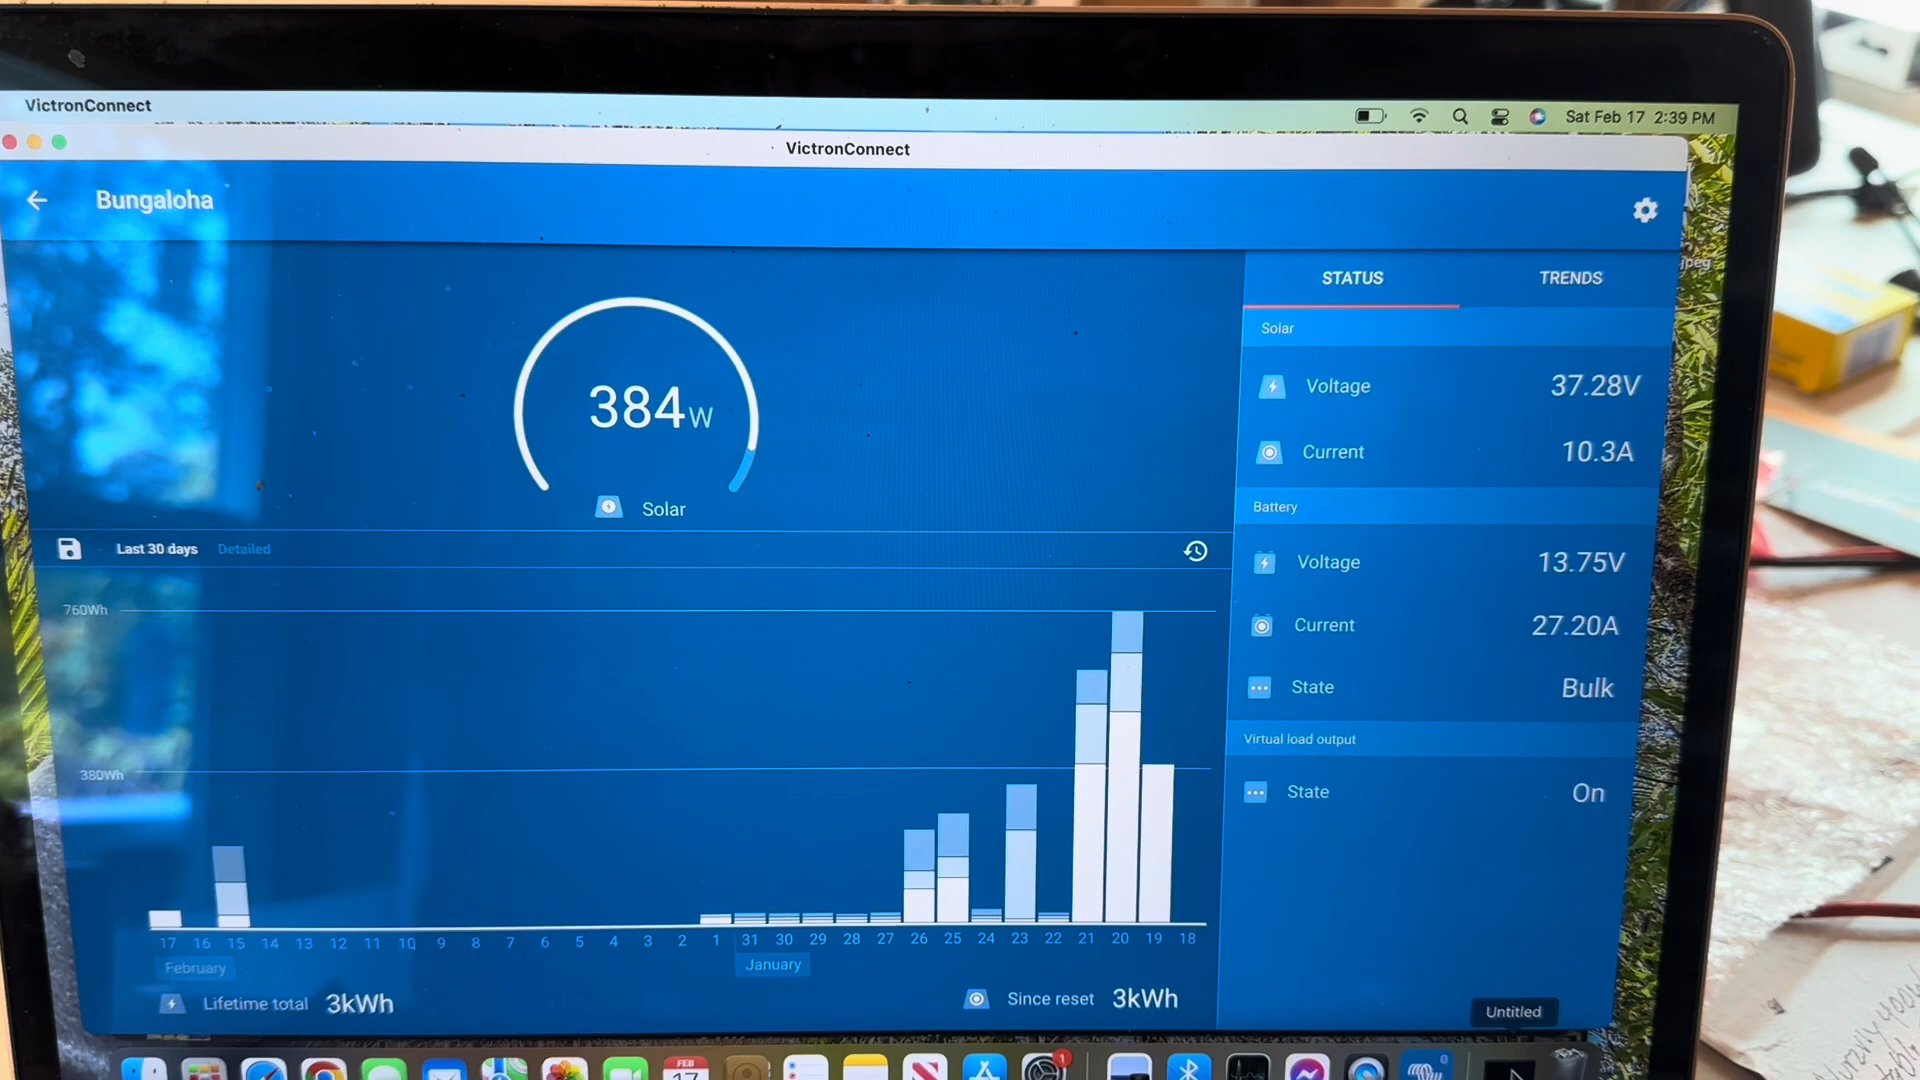 VictronConnect
Sat Feb 17 2:39 PM
VictronConnect
Bungaloha
STATUS TRENDS
jpeg
Solar
384W
Voltage 37.28V
Current 10.3A
Solar
Battery
Last 30 days Detailed
Voltage 13.75V
760Wh
Current 27.20A
State Bulk
Virtual load output
380Wh
State On
17 16 15 14 13 12 11 10 9 8 7 6 5 4 3 2 1 31 30 29 28 27 26 25 24 23 22 21 20 19 18
February January
Lifetime total 3kWh
Since reset 3kWh
Untitled
FEB
17
1